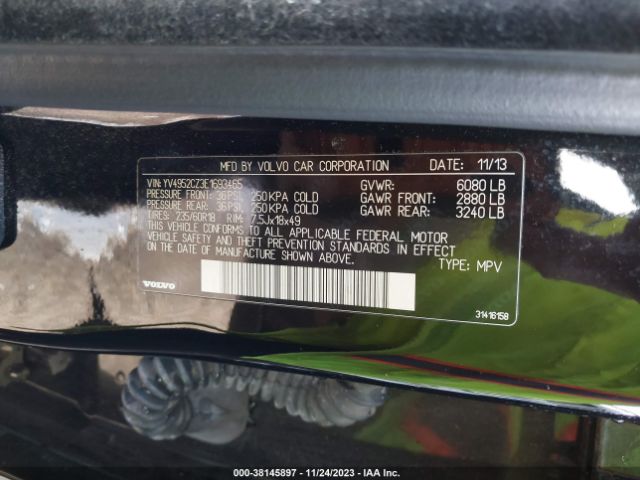 MFD BY VOLVO CAR CORPORATION DATE: 11/13
VIN: YV4952CZ3E1693465 GVWR: 6080 LB
PRESSURE FRONT: 36PSI, 250KPA COLD GAWR FRONT: 2880 LB
PRESSURE REAR: 36PSI, 250 KPA COLD GAWR REAR: 3240 LB
TIRES: 235/60R18 RIM: 7.5Jx18x49
THIS VEHICLE CONFORMS TO ALL APPLICABLE FEDERAL MOTOR
VEHICLE SAFETY AND THEFT PREVENTION STANDARDS IN EFFECT
ON THE DATE OF MANUFACTURE SHOWN ABOVE.
TYPE: MPV
VOLVO
31416158
000-38145897 - 11/24/2023 - IAA Inc.